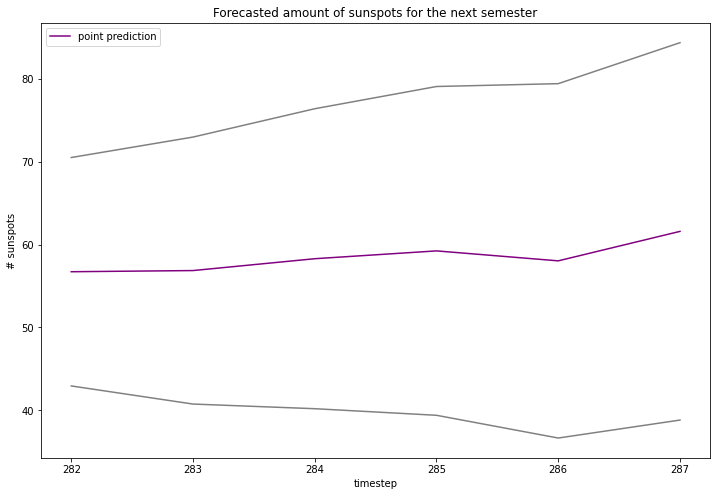 Forecasted amount of sunspots for the next semester
point prediction
80
70
60
50
40
# sunspots
282 283 284 285 286 287
timestep